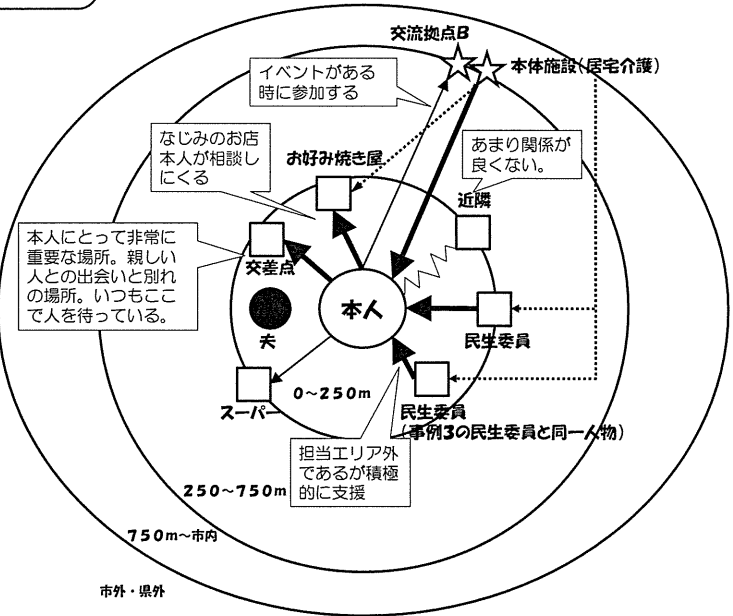 交流拠点B
本体施設(居宅介護)
イベントがある
時に参加する
なじみのお店
本人が相談し
にくる
お好み焼き屋
あまり関係が
良くない。
近隣
本人にとって非常に
重要な場所。親しい
人との出会いと別れ
の場所。いつもここ
で人を待っている。
交差点
本人
夫
民生委員
スーパー
0~250m
民生委員
(事例3の民生委員と同一人物)
担当エリア外
であるが積極
的に支援
250~750m
750m~市内
市外・県外